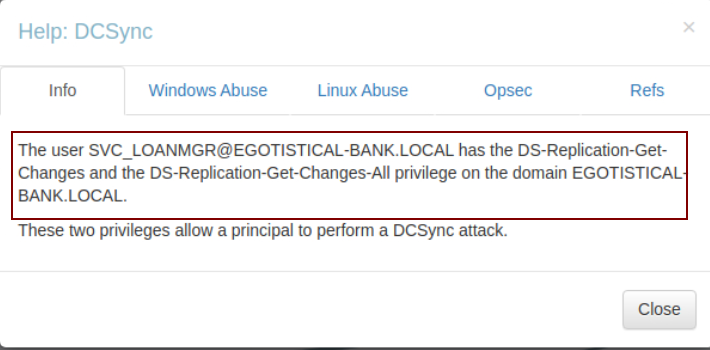 Help: DCSync
×
Info Windows Abuse Linux Abuse Opsec Refs
The user SVC_LOANMGR@EGOTISTICAL-BANK.LOCAL has the DS-Replication-Get-
Changes and the DS-Replication-Get-Changes-All privilege on the domain EGOTISTICAL-
BANK.LOCAL.
These two privileges allow a principal to perform a DCSync attack.
Close